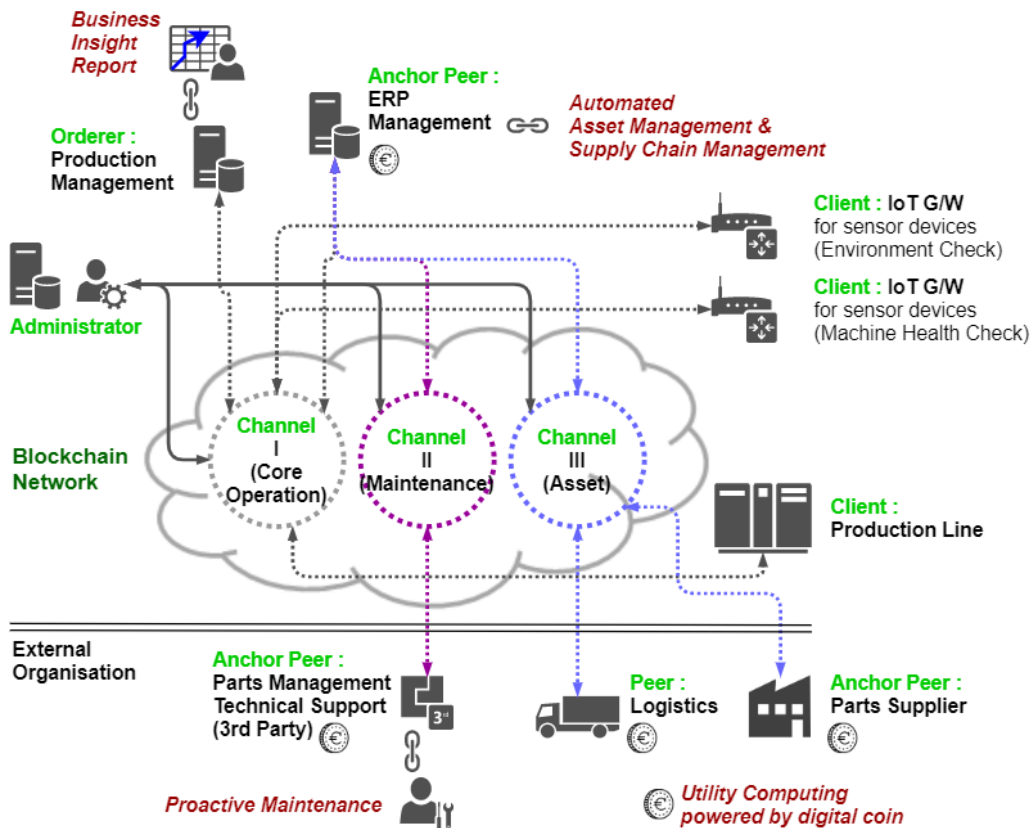 Business
Insight
Report
Anchor Peer :
ERP
Management
Automated
Asset Management &
Supply Chain Management
Orderer :
Production
Management
Client : IoT G/W
for sensor devices
(Environment Check)
Client : IoT G/W
for sensor devices
(Machine Health Check)
Administrator
Blockchain
Network
Channel
I
(Core
Operation)
Channel
II
(Maintenance)
Channel
III
(Asset)
Client :
Production Line
External
Organisation
Anchor Peer :
Parts Management
Technical Support
(3rd Party)
3rd
Peer :
Logistics
Anchor Peer :
Parts Supplier
Proactive Maintenance
Utility Computing
powered by digital coin